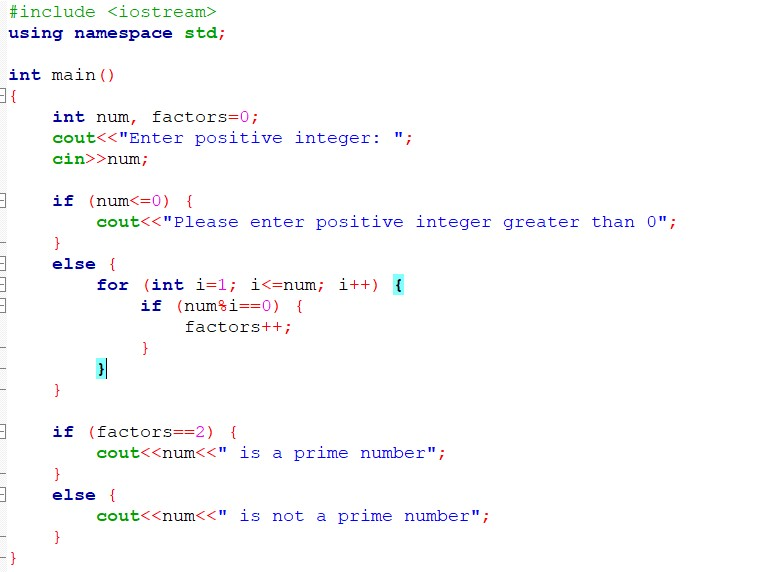 #include <iostream>
using namespace std;
int main()
{
int num, factors=0;
cout<<"Enter positive integer: ";
cin>>num;
if (num<=0) {
cout<<"Please enter positive integer greater than 0";
}
else {
for (int i=1; i<=num; i++) {
if (num%i==0) {
factors++;
}
}
}
if (factors==2) {
cout<<num<<" is a prime number";
}
else {
cout<<num<<" is not a prime number";
}
}